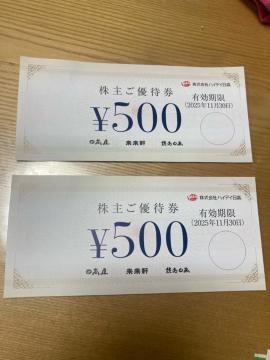 株式会社ハイデイ日高
株主ご優待券
有効期限
(2025年11月30日)
¥500
日高屋 来来軒 焼鳥日高
株式会社ハイデイ日高
株主ご優待券
有効期限
(2025年11月30日)
¥500
日高屋 来来軒 焼鳥日高